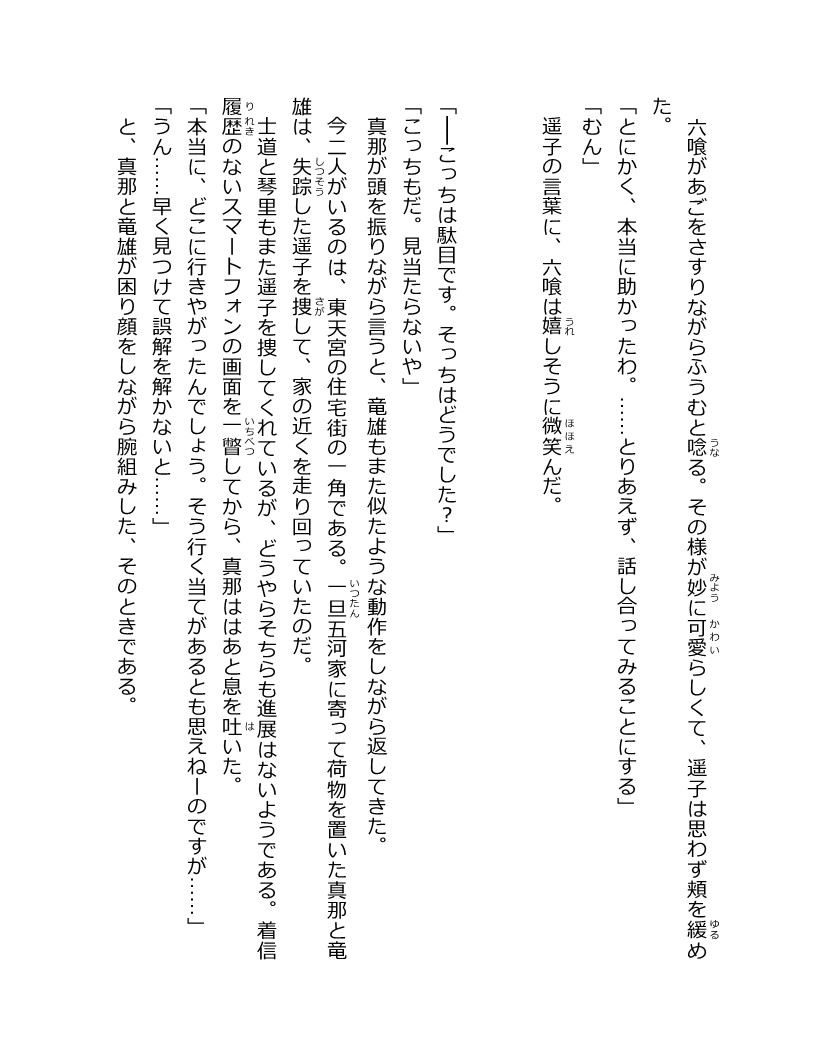 六喰があごをさすりながらふうむと唸る。その様が妙に可愛らしくて、遥子は思わず頬を緩め
た。
「とにかく、本当に助かったわ。……とりあえず、話し合ってみることにする」
「むん」
遥子の言葉に、六喰は嬉しそうに微笑んだ。
「──こっちは駄目です。そっちはどうでした?」
「こっちもだ。見当たらないや」
真那が頭を振りながら言うと、竜雄もまた似たような動作をしながら返してきた。
今二人がいるのは、東天宮の住宅街の一角である。一旦五河家に寄って荷物を置いた真那と竜
雄は、失踪した遥子を捜して、家の近くを走り回っていたのだ。
士道と琴里もまた遥子を捜してくれているが、どうやらそちらも進展はないようである。着信
履歴のないスマートフォンの画面を一瞥してから、真那ははあと息を吐いた。
「本当に、どこに行きやがったんでしょう。そう行く当てがあるとも思えねーのですが……」
「うん……早く見つけて誤解を解かないと……」
と、真那と竜雄が困り顔をしながら腕組みした、そのときである。